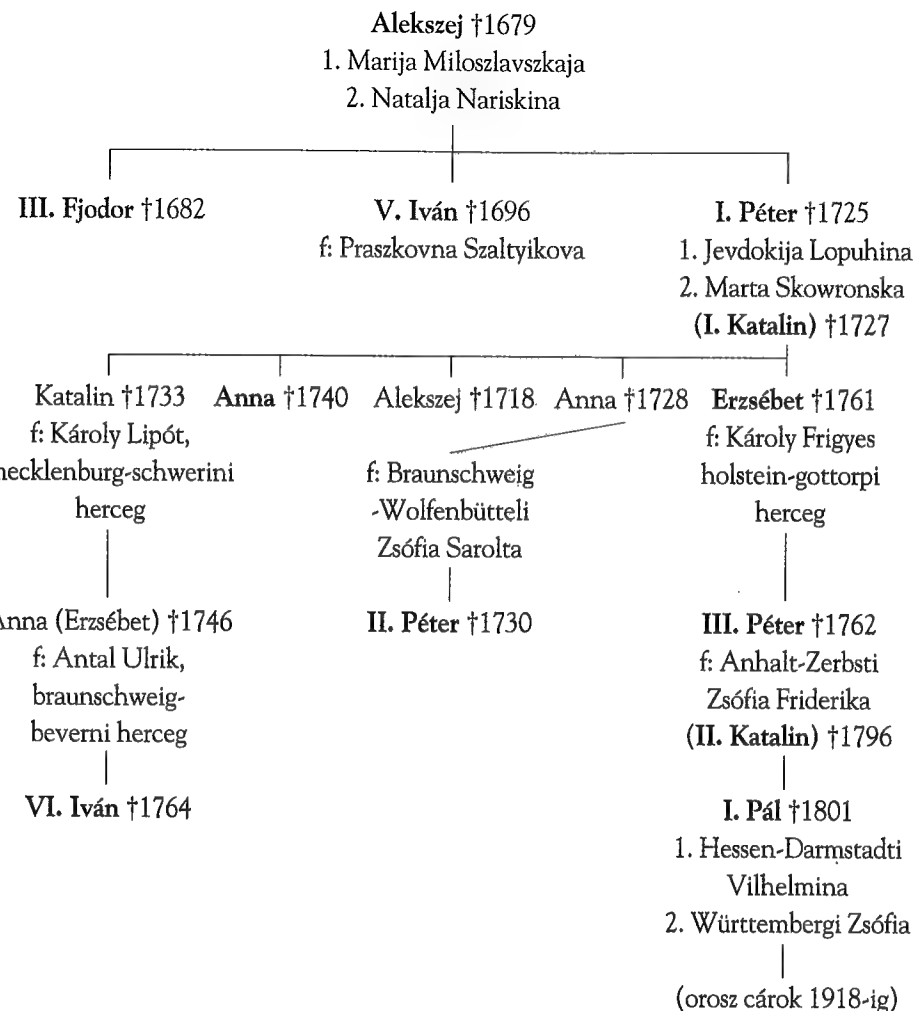 Alekszej †1679
1. Marija Miloszlavszkaja
2. Natalja Nariskina
III. Fjodor †1682
V. Iván †1696
f: Praszkovna Szaltyikova
I. Péter †1725
1. Jevdokija Lopuhina
2. Marta Skowronska
(I. Katalin) †1727
Katalin †1733
f: Károly Lipót,
mecklenburg-schwerini
herceg
Anna †1740
Alekszej †1718
Anna †1728
f: Braunschweig
-Wolfenbütteli
Zsófia Sarolta
Erzsébet †1761
f: Károly Frigyes
holstein-gottorpi
herceg
Anna (Erzsébet) †1746
f: Antal Ulrik,
braunschweig-
beverni herceg
II. Péter †1730
III. Péter †1762
f: Anhalt-Zerbsti
Zsófia Friderika
(II. Katalin) †1796
VI. Iván †1764
I. Pál †1801
1. Hessen-Darmstadti
Vilhelmina
2. Württembergi Zsófia
(orosz cárok 1918-ig)